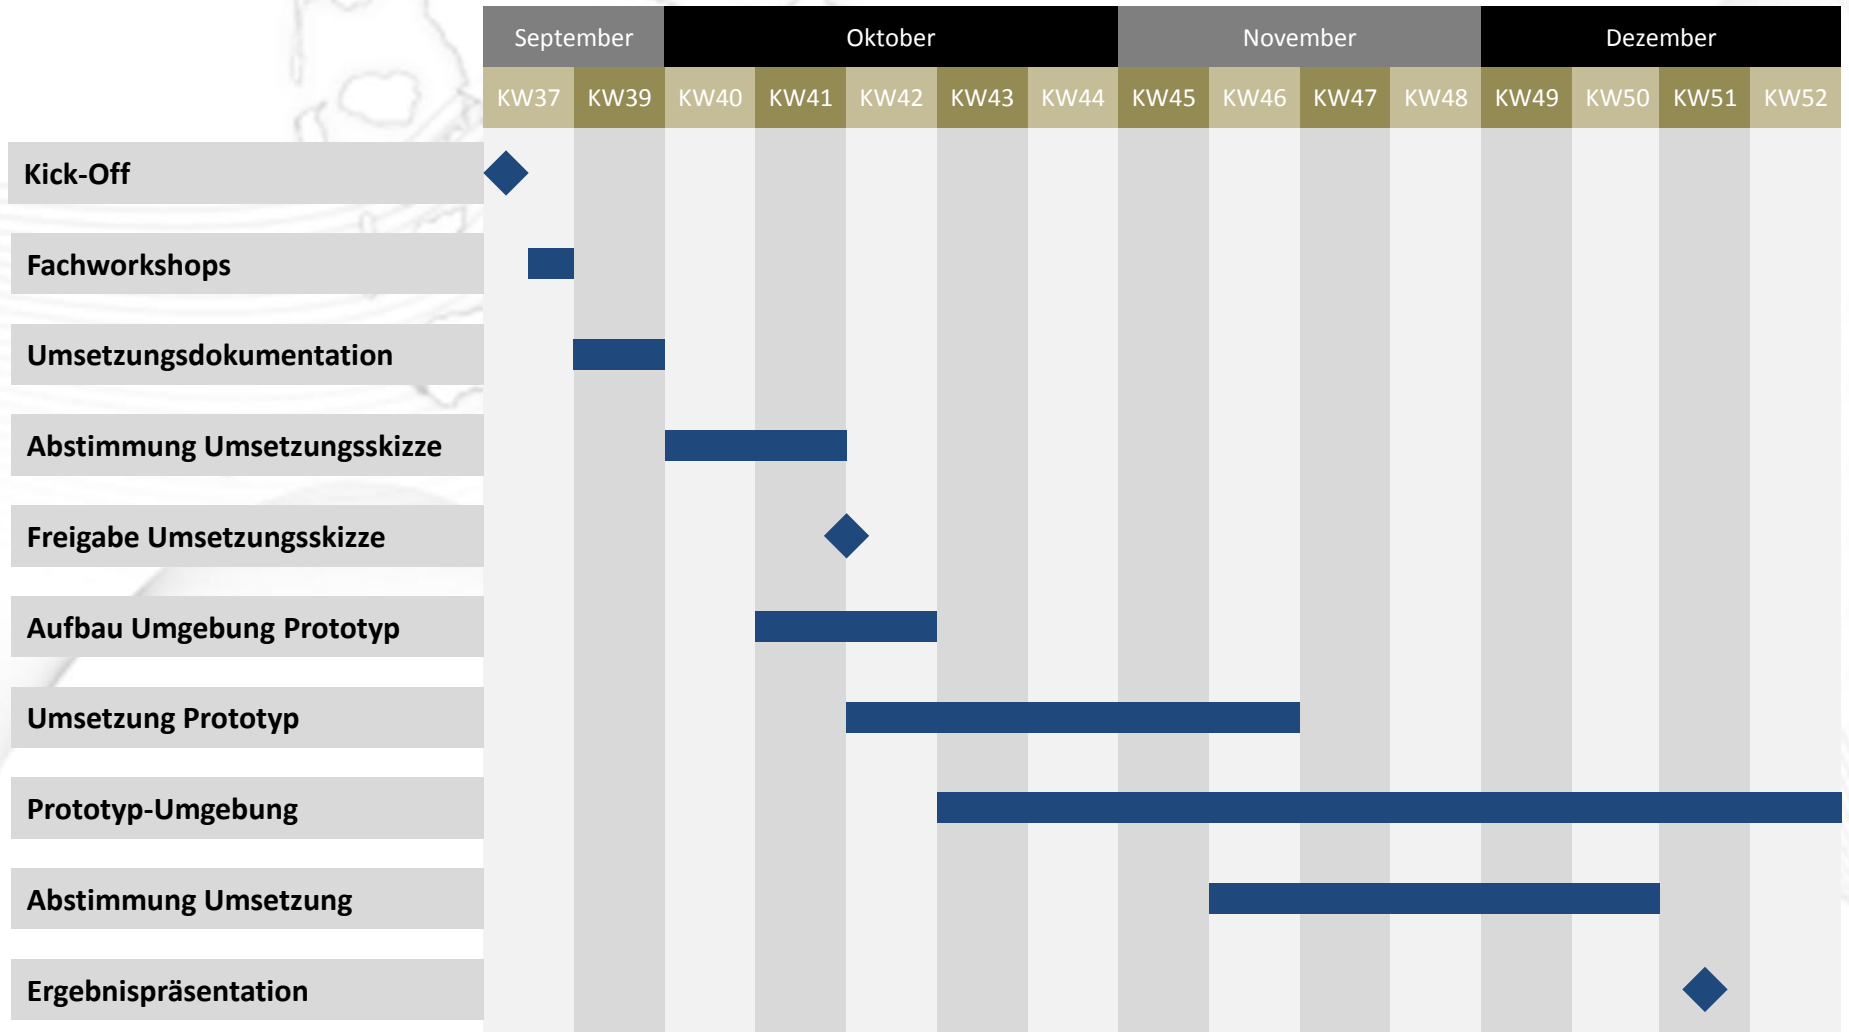 September Oktober November Dezember
KW37 KW39 KW40 KW41 KW42 KW43 KW44 KW45 KW46 KW47 KW48 KW49 KW50 KW51 KW52
Kick-Off
Fachworkshops
Umsetzungsdokumentation
Abstimmung Umsetzungsskizze
Freigabe Umsetzungsskizze
Aufbau Umgebung Prototyp
Umsetzung Prototyp
Prototyp-Umgebung
Abstimmung Umsetzung
Ergebnispräsentation